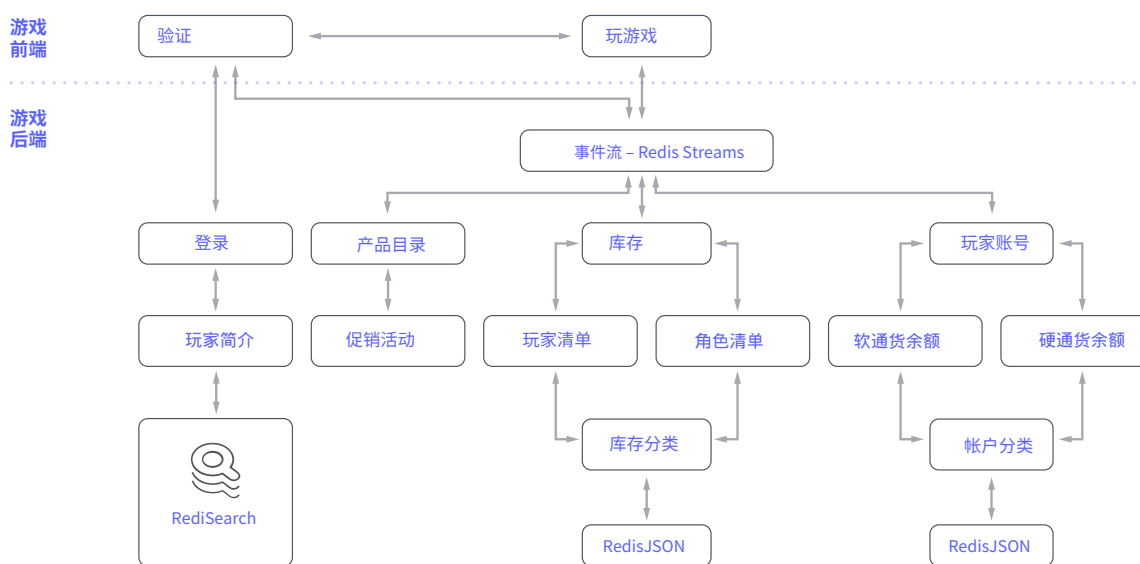 游戏
前端
验证
玩游戏
游戏
后端
事件流 – Redis Streams
登录
产品目录
库存
玩家账号
玩家简介
促销活动
玩家清单
角色清单
软通货余额
硬通货余额
库存分类
帐户分类
RediSearch
RedisJSON
RedisJSON